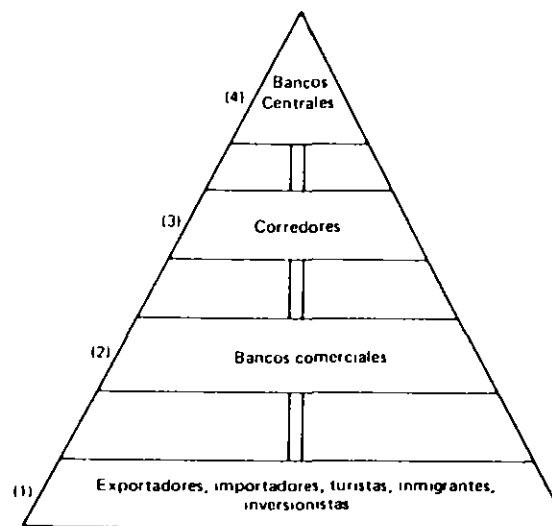 Bancos
(4) Centrales
(3) Corredores
(2) Bancos comerciales
(1) Exportadores, importadores, turistas, inmigrantes,
inversionistas